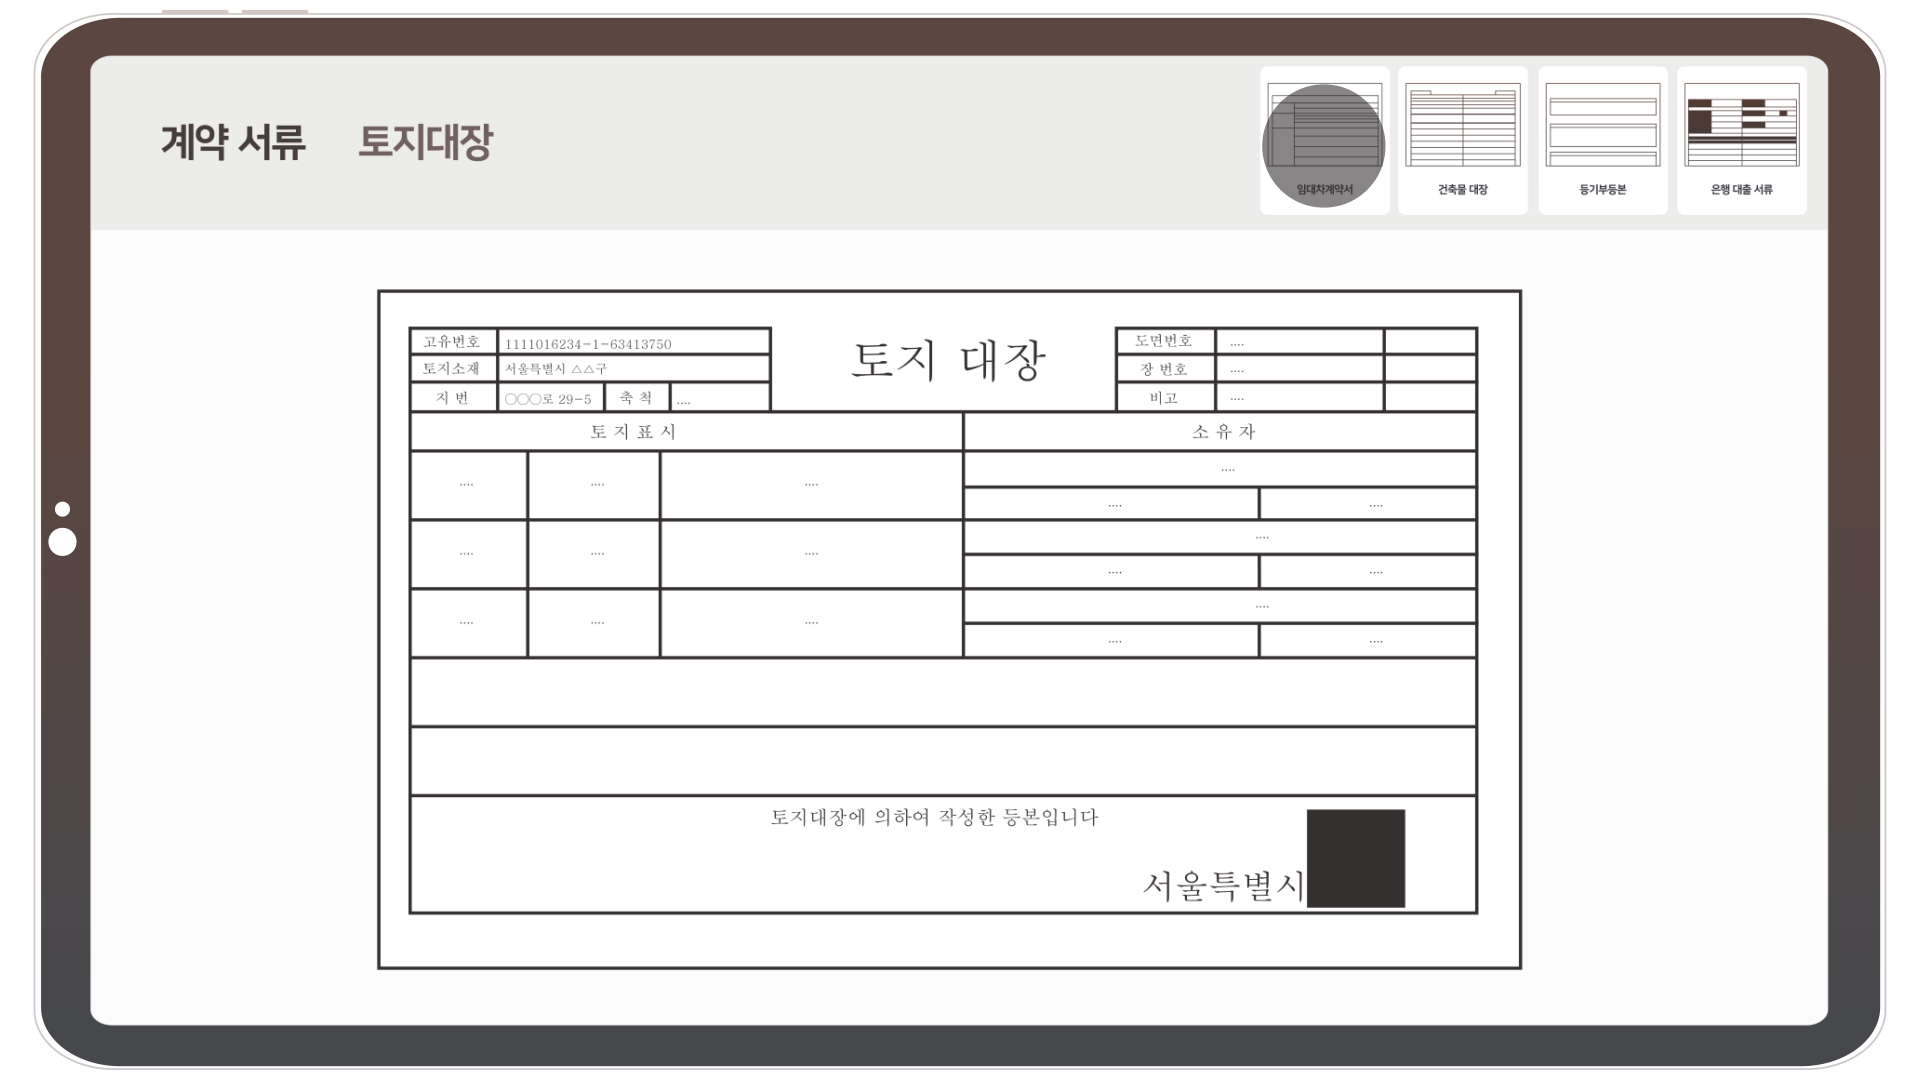 계약 서류 토지대장
임대차계약서 건축물 대장 등기부등본 은행 대출 서류
토지 대장
고유번호 1111016234-1-63413750
토지소재 서울특별시 △△구
지 번 ○○○로 29-5 축 척 ....
도면번호 ....
장 번호 ....
비고 ....
토 지 표 시 소 유 자
.... .... .... ....
.... ....
.... .... .... ....
.... ....
.... .... .... ....
.... ....
토지대장에 의하여 작성한 등본입니다
서울특별시